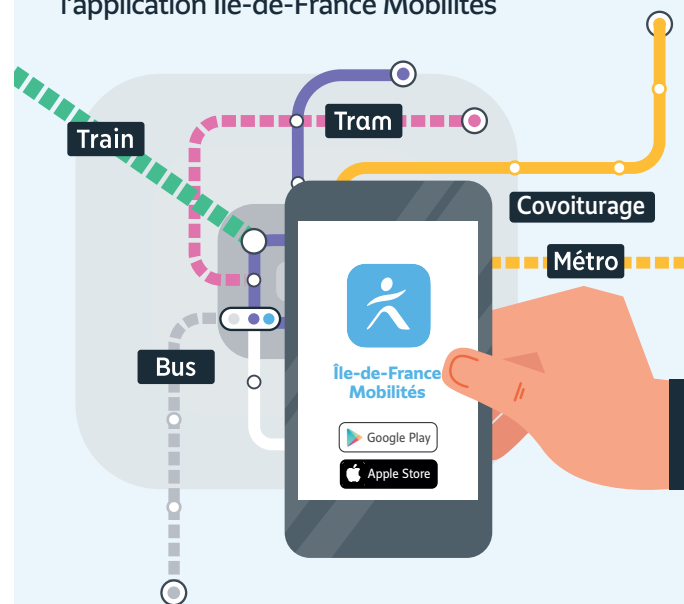 l'application Île-de-France Mobilités
Tram
Train
Covoiturage
Métro
Bus
Île-de-France
Mobilités
Google Play
Apple Store